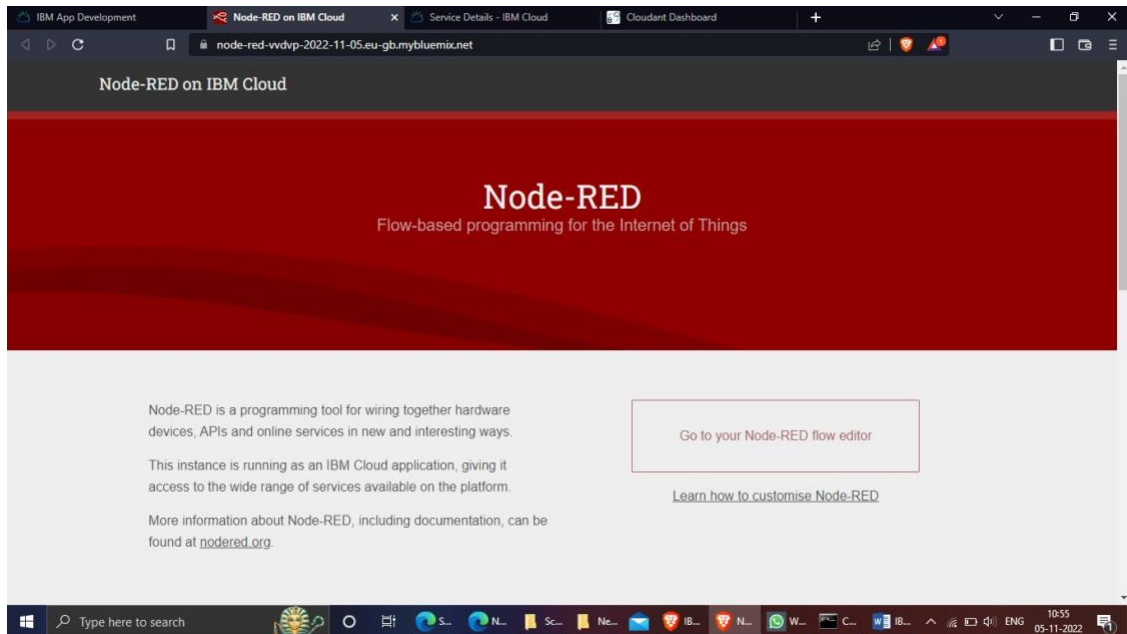 IBM App Development
Node-RED on IBM Cloud
Service Details - IBM Cloud
Cloudant Dashboard
node-red-vvdvp-2022-11-05.eu-gb.mybluemix.net
Node-RED on IBM Cloud
Node-RED
Flow-based programming for the Internet of Things
Node-RED is a programming tool for wiring together hardware
devices, APIs and online services in new and interesting ways.
This instance is running as an IBM Cloud application, giving it
access to the wide range of services available on the platform.
More information about Node-RED, including documentation, can be
found at nodered.org.
Go to your Node-RED flow editor
Learn how to customise Node-RED
Type here to search
S...
N...
Sc...
Ne...
IB...
N...
W...
C...
IB...
ENG
10:55
05-11-2022